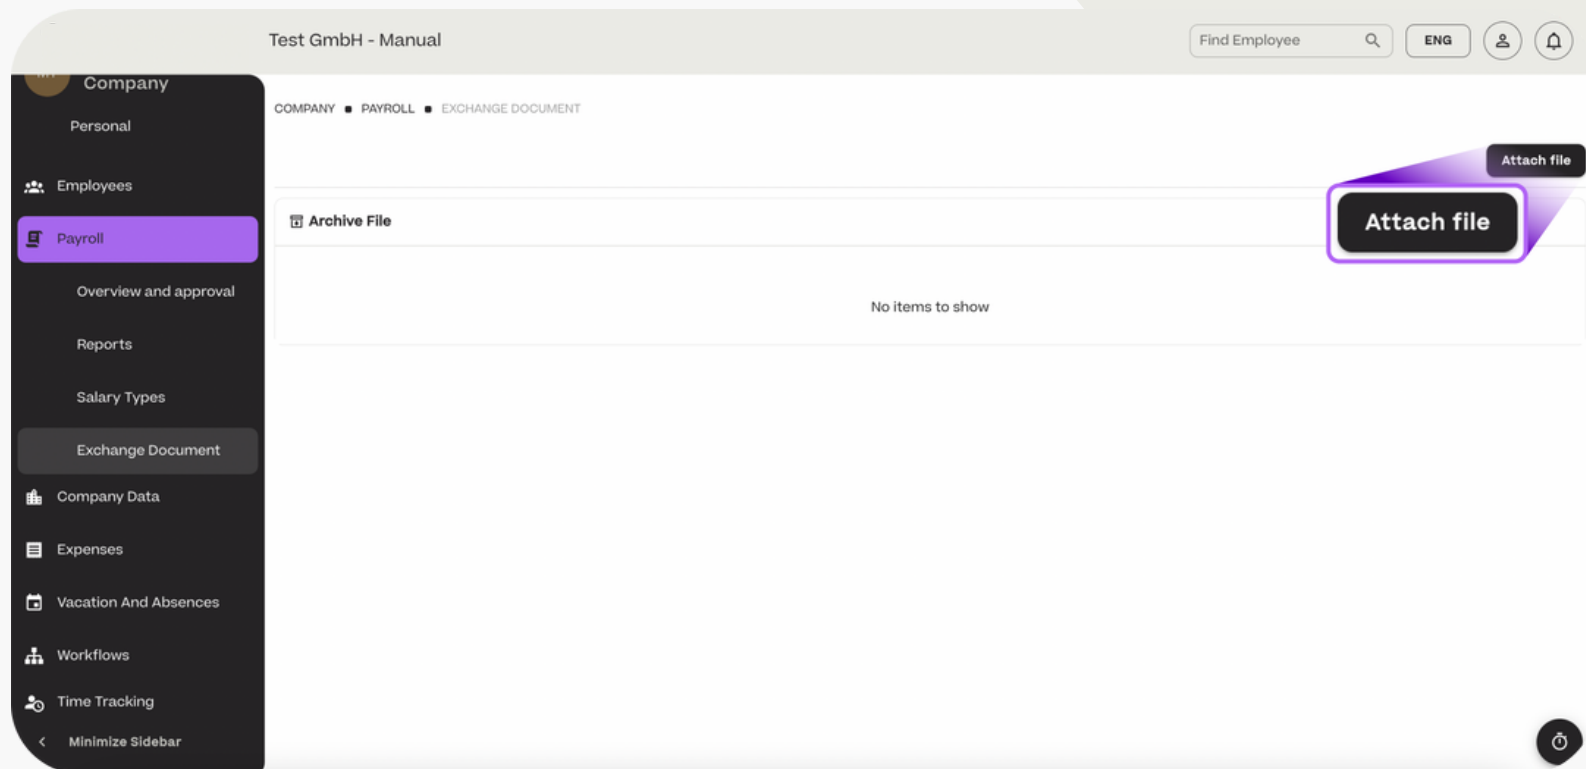 Test GmbH - Manual
Find Employee
ENG
Company
Personal
Employees
Payroll
Overview and approval
Reports
Salary Types
Exchange Document
Company Data
Expenses
Vacation And Absences
Workflows
Time Tracking
Minimize Sidebar
COMPANY ■ PAYROLL ■ EXCHANGE DOCUMENT
Attach file
Archive File
Attach file
No items to show